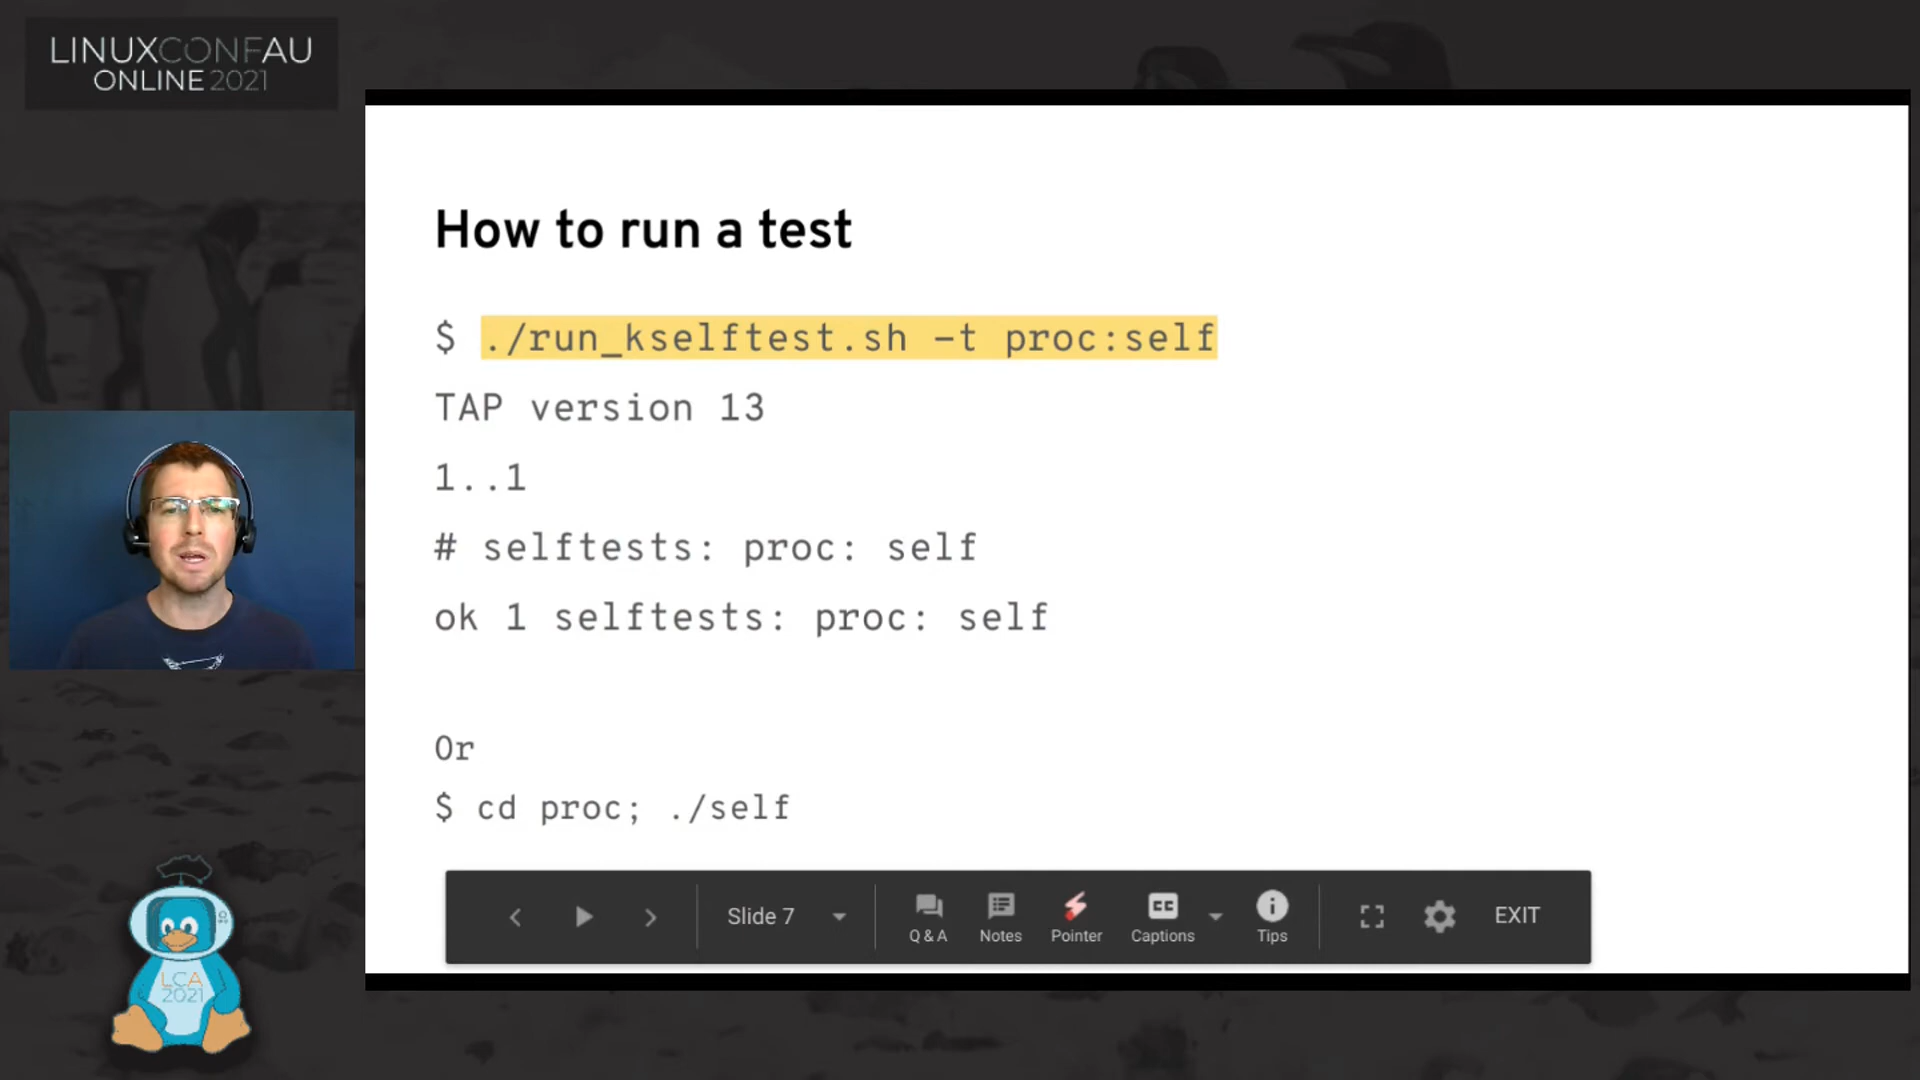 LINUXCONFAU
ONLINE 2021
How to run a test
$ ./run_kselftest.sh -t proc:self
TAP version 13
1..1
# selftests: proc: self
ok 1 selftests: proc: self
Or
$ cd proc; ./self
Slide 7
Q & A
Notes
Pointer
CC
Captions
Tips
EXIT
LCA
2021